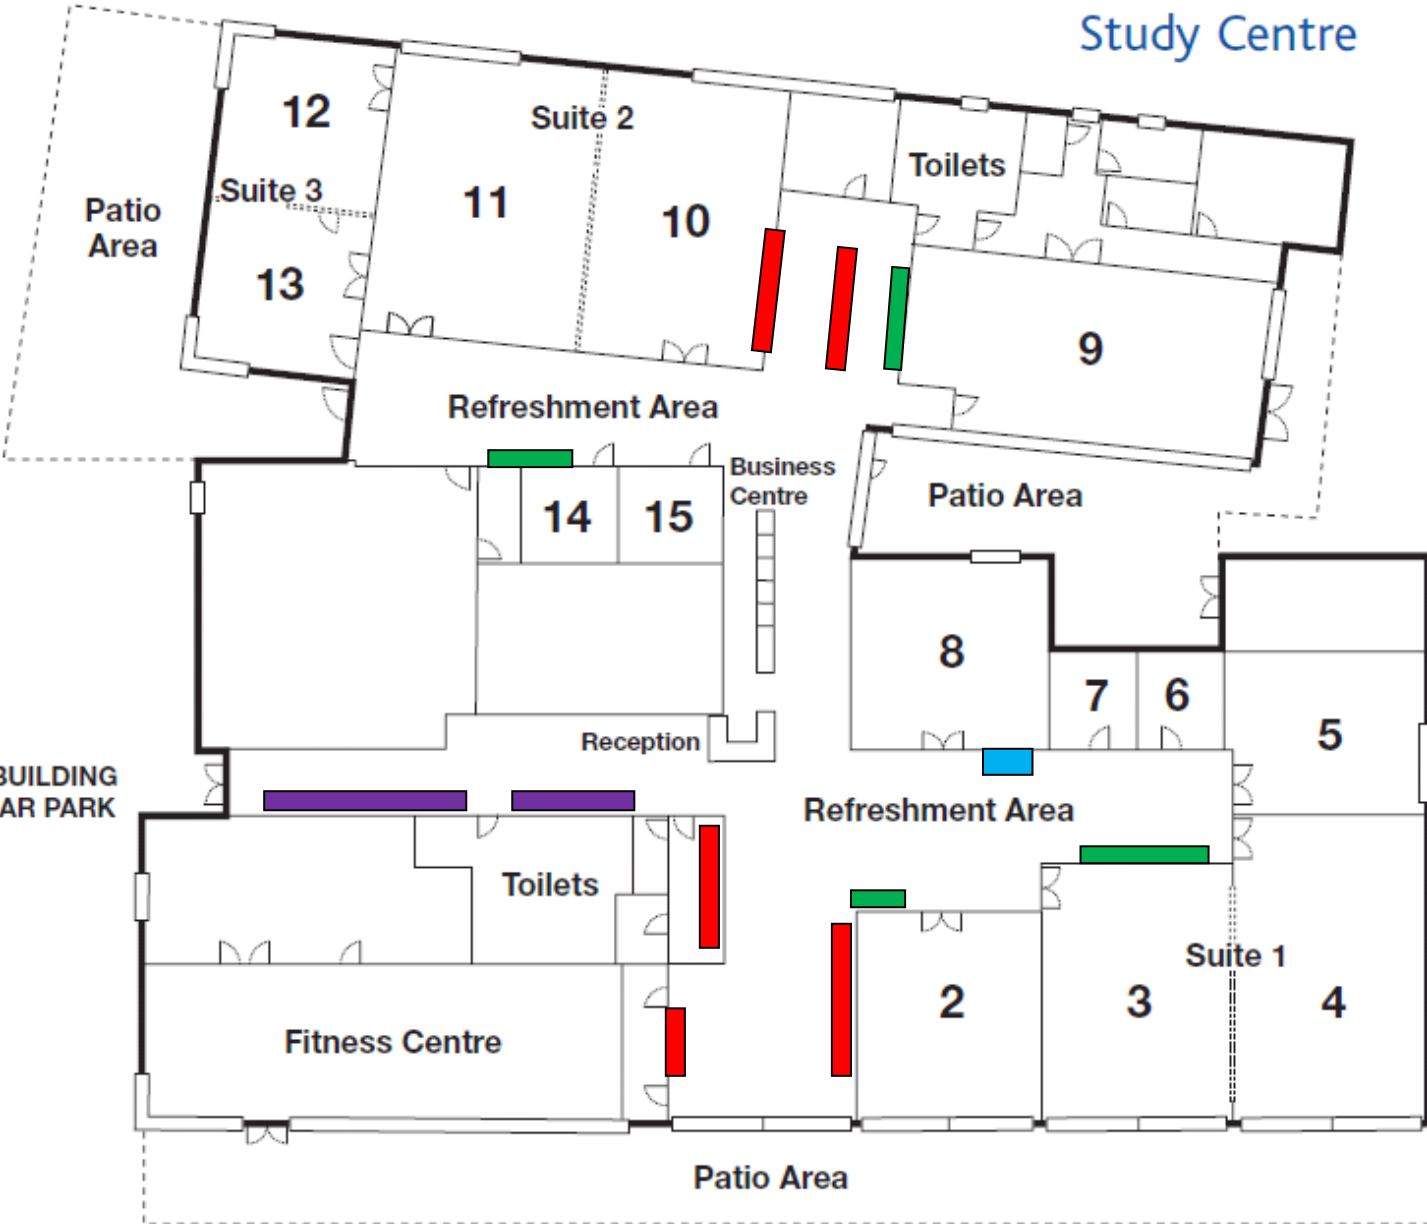 Study Centre
12
Suite 2
Toilets
Suite 3
11
10
Patio
Area
13
9
Refreshment Area
Business
Centre
14
15
Patio Area
8
7
6
5
Reception
BUILDING
AR PARK
Refreshment Area
Toilets
Suite 1
2
3
4
Fitness Centre
Patio Area